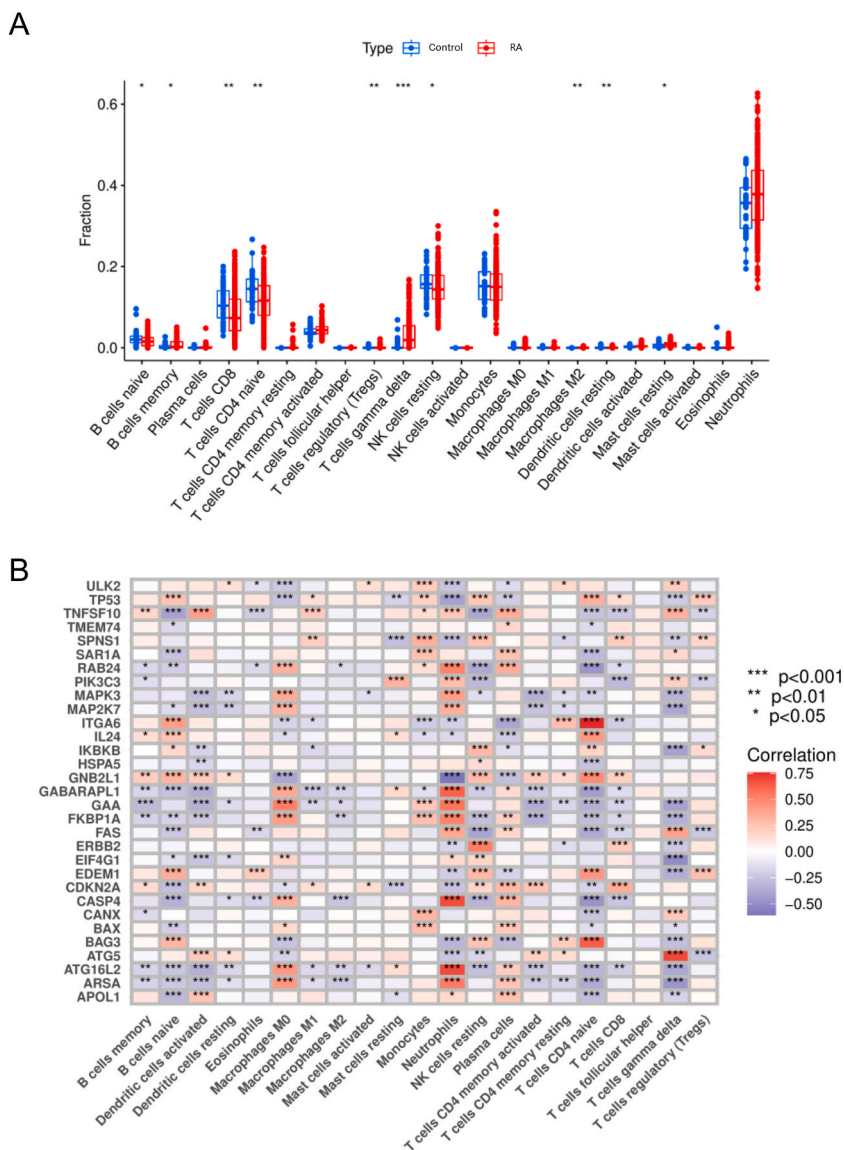 A
Type Control RA
* * ** ** ** *** * ** ** *
Fraction
0.6
0.4
0.2
0.0
B cells naive
B cells memory
Plasma cells
T cells CD8
T cells CD4 naive
T cells CD4 memory resting
T cells CD4 memory activated
T cells follicular helper
T cells regulatory (Tregs)
T cells gamma delta
NK cells resting
NK cells activated
Monocytes
Macrophages M0
Macrophages M1
Macrophages M2
Dendritic cells resting
Dendritic cells activated
Mast cells resting
Mast cells activated
Eosinophils
Neutrophils
B
ULK2
TP53
TNFSF10
TMEM74
SPNS1
SAR1A
RAB24
PIK3C3
MAPK3
MAP2K7
ITGA6
IL24
IKBKB
HSPA5
GNB2L1
GABARAPL1
GAA
FKBP1A
FAS
ERBB2
EIF4G1
EDEM1
CDKN2A
CASP4
CANX
BAX
BAG3
ATG5
ATG16L2
ARSA
APOL1
*** p<0.001
** p<0.01
* p<0.05
Correlation
0.75
0.50
0.25
0.00
−0.25
−0.50
B cells memory
B cells naive
Dendritic cells activated
Dendritic cells resting
Eosinophils
Macrophages M0
Macrophages M1
Macrophages M2
Mast cells activated
Mast cells resting
Monocytes
Neutrophils
NK cells resting
Plasma cells
T cells CD4 memory activated
T cells CD4 memory resting
T cells CD4 naive
T cells CD8
T cells follicular helper
T cells gamma delta
T cells regulatory (Tregs)